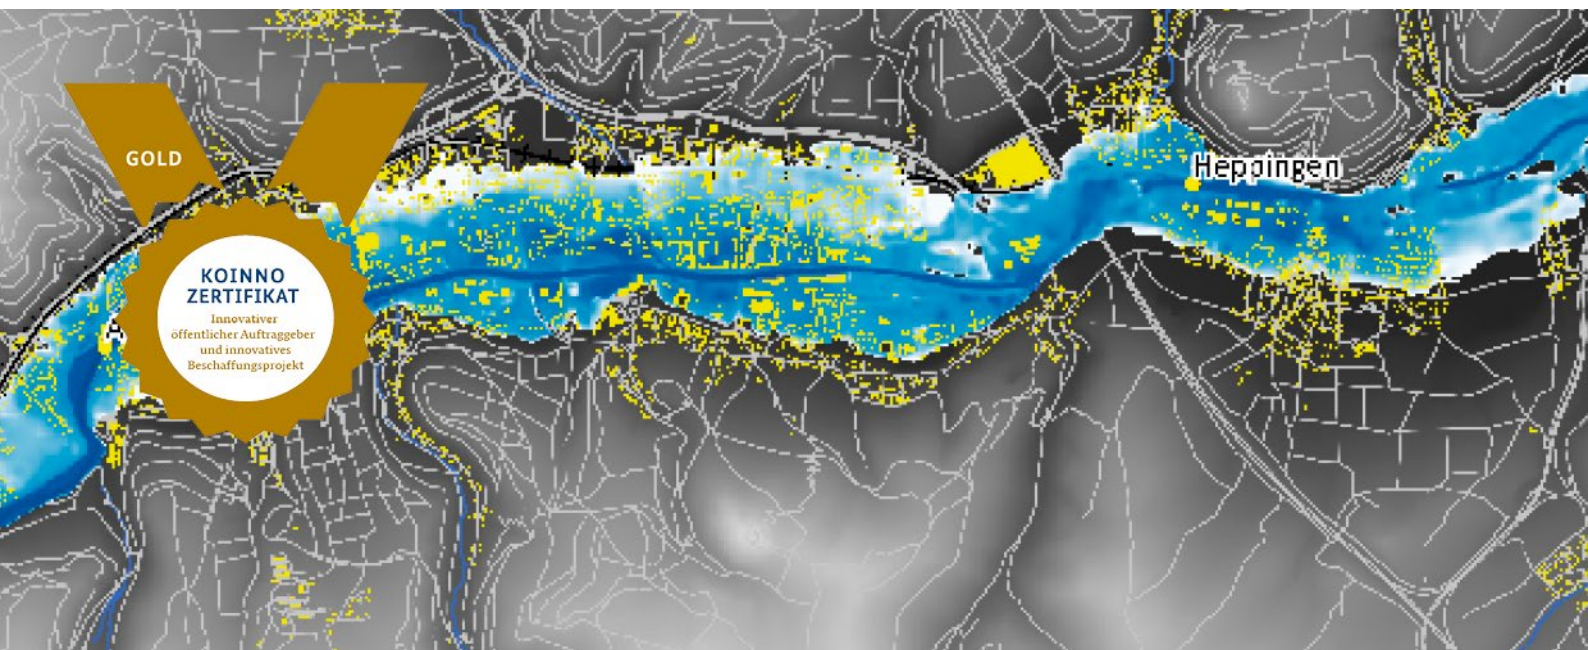 GOLD
Heppingen
KOINNO
ZERTIFIKAT
Innovativer
öffentlicher Auftraggeber
und innovatives
Beschaffungsprojekt
A